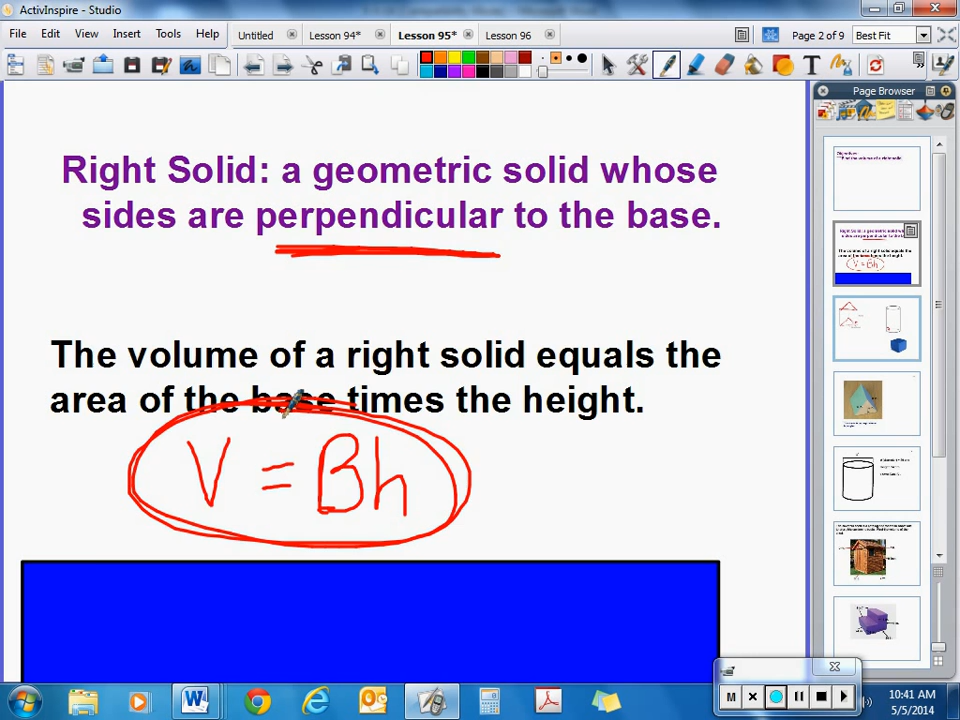 ActivInspire - Studio
File Edit View Insert Tools Help
Untitled Lesson 94* Lesson 95* Lesson 96
Page 2 of 9 Best Fit
Page Browser
Right Solid: a geometric solid whose
sides are perpendicular to the base.
The volume of a right solid equals the
area of the base times the height.
V = Bh
M
10:41 AM
5/5/2014